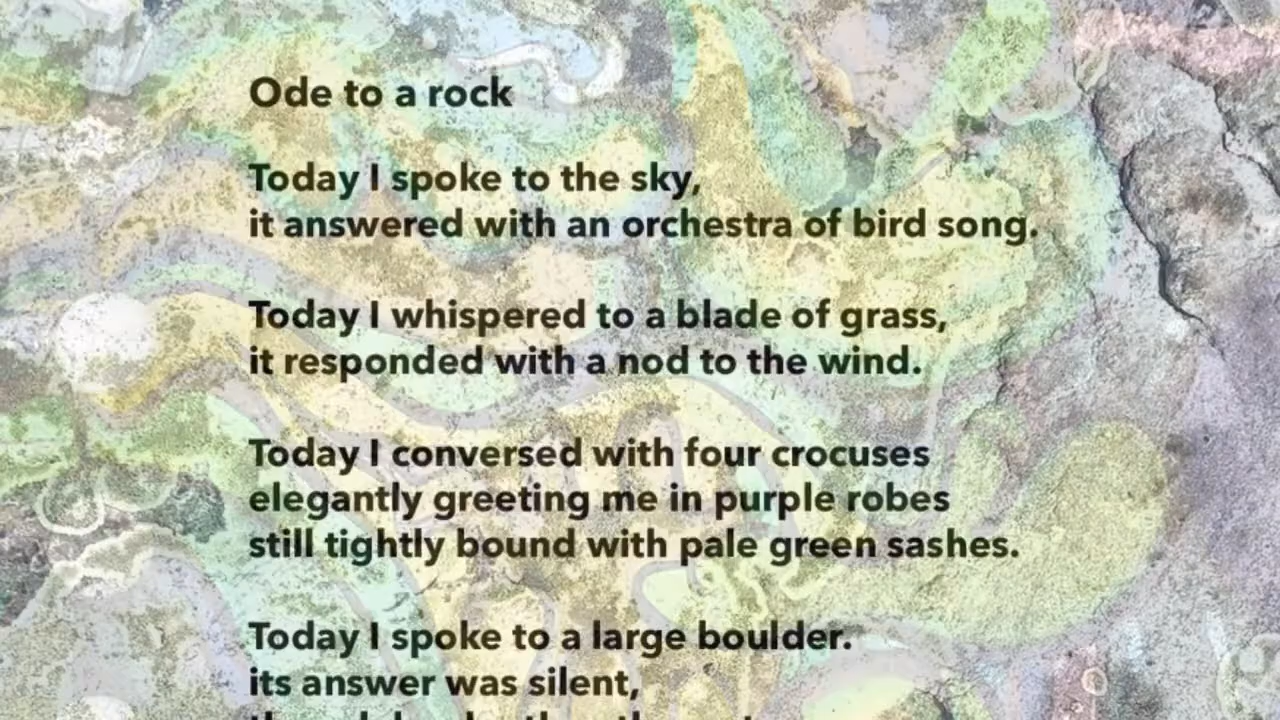 Ode to a rock
Today I spoke to the sky,
it answered with an orchestra of bird song.
Today I whispered to a blade of grass,
it responded with a nod to the wind.
Today I conversed with four crocuses
elegantly greeting me in purple robes
still tightly bound with pale green sashes.
Today I spoke to a large boulder.
its answer was silent,